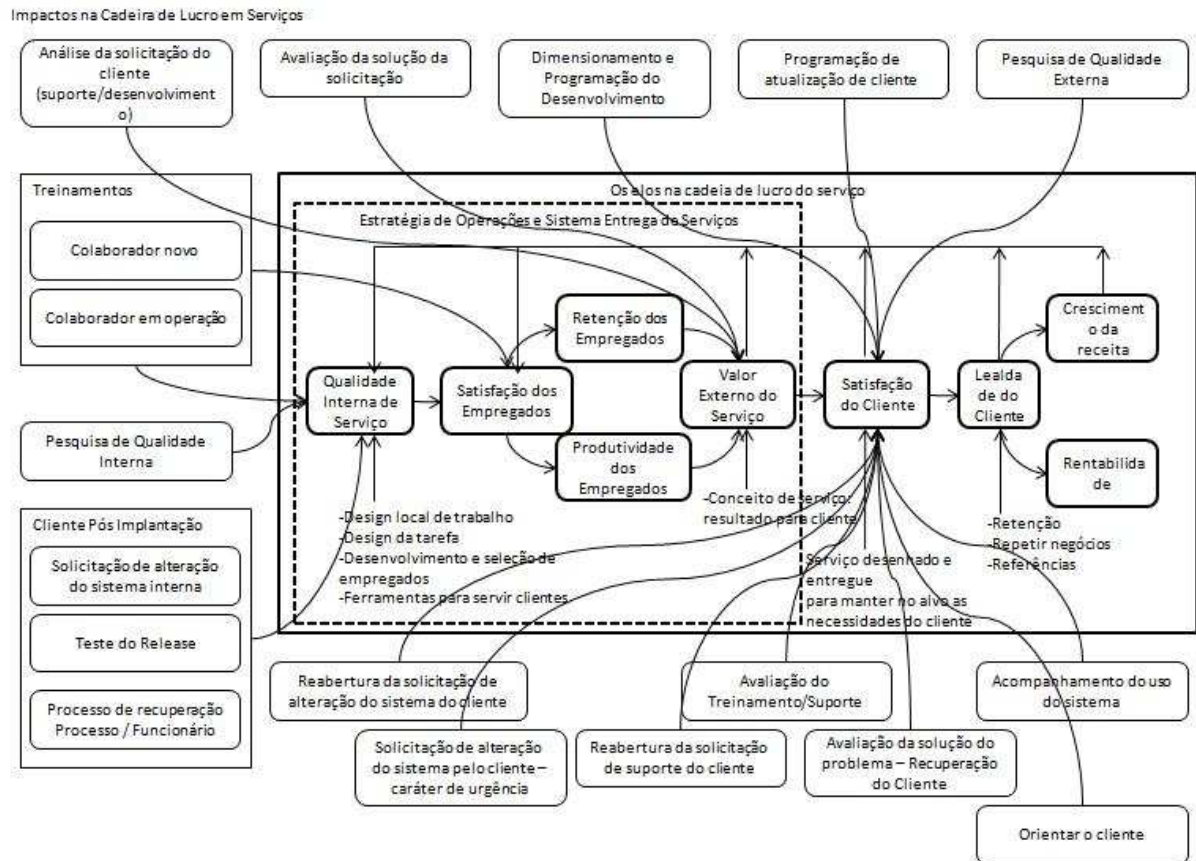 Impactos na Cadeira de Lucro em Serviços
Análise da solicitação do
cliente
(suporte/desenvolviment
o)
Avaliação da solução da
solicitação
Dimensionamento e
Programação do
Desenvolvimento
Programação de
atualização de cliente
Pesquisa de Qualidade
Externa
Treinamentos
Colaborador novo
Colaborador em operação
Os elos na cadeia de lucro do serviço
Estratégia de Operações e Sistema Entrega de Serviços
Retenção dos
Empregados
Cresciment
o da
receita
Qualidade
Interna de
Serviço
Satisfação dos
Empregados
Valor
Externo do
Serviço
Satisfação
do Cliente
Lealda
de do
Cliente
Produtividade
dos
Empregados
Rentabilida
de
Pesquisa de Qualidade
Interna
Cliente Pós Implantação
Solicitação de alteração
do sistema interna
Teste do Release
Processo de recuperação
Processo / Funcionário
-Design local de trabalho
-Design da tarefa
-Desenvolvimento e seleção de
empregados
-Ferramentas para servir clientes
-Conceito de serviço:
resultado para cliente
Serviço desenhado e
entregue
para manter no alvo as
necessidades do cliente
-Retenção
-Repetir negócios
-Referências
Reabertura da solicitação de
alteração do sistema do cliente
Avaliação do
Treinamento/Suporte
Acompanhamento do uso
do sistema
Solicitação de alteração
do sistema pelo cliente –
caráter de urgência
Reabertura da solicitação
de suporte do cliente
Avaliação da solução do
problema – Recuperação
do Cliente
Orientar o cliente